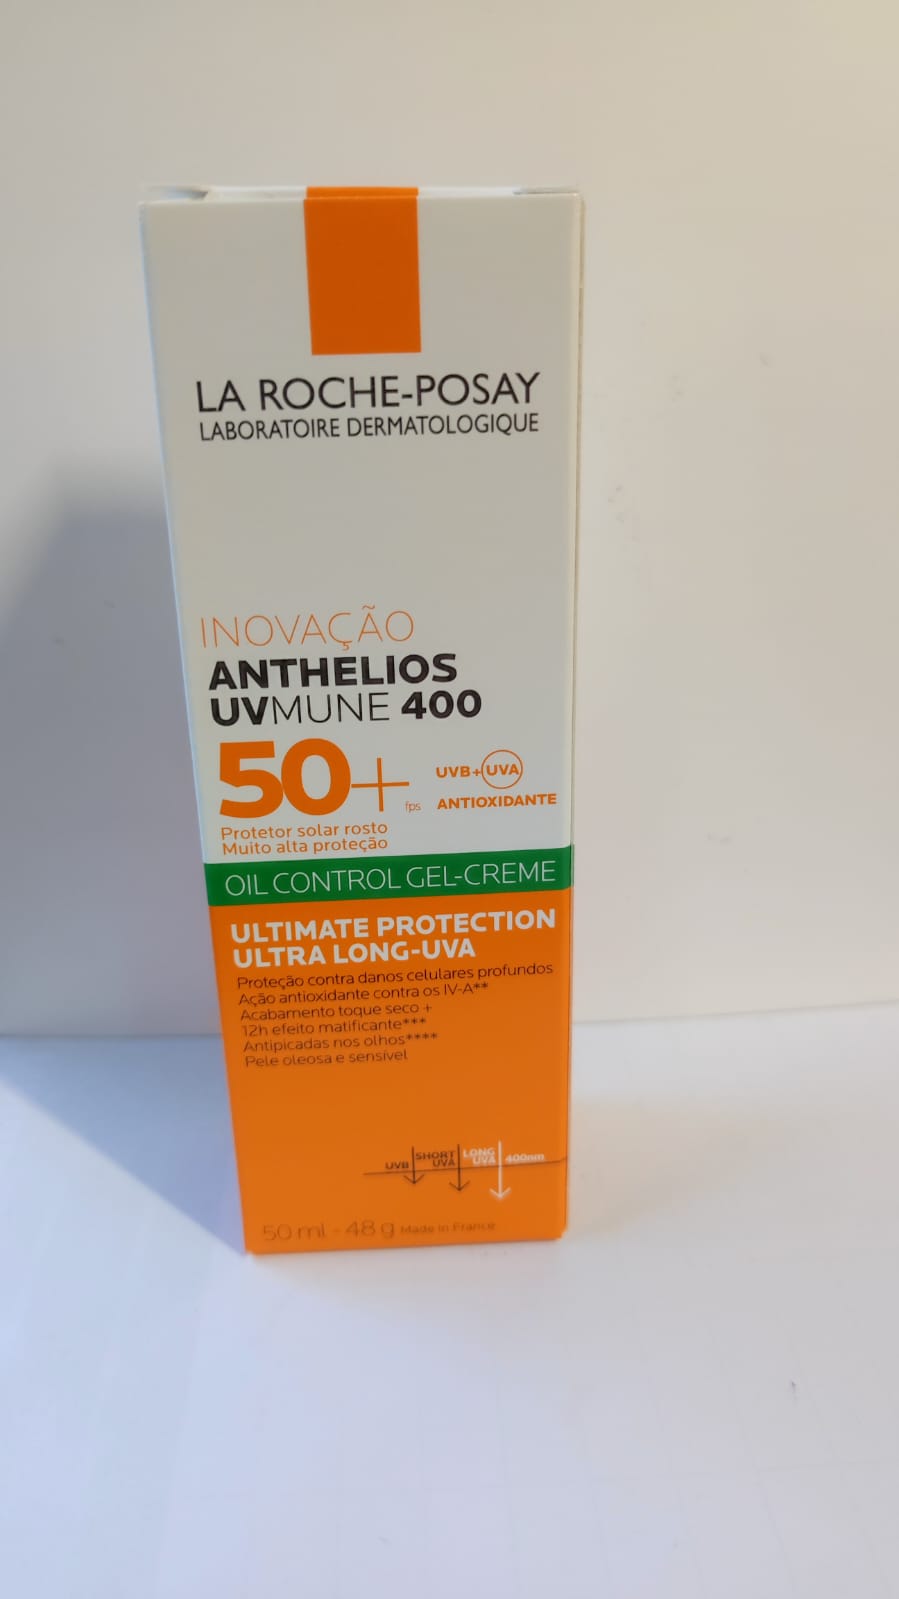 LA ROCHE-POSAY
LABORATOIRE DERMATOLOGIQUE
INOVAÇÃO
ANTHELIOS
UVMUNE 400
50+ fps
UVB+UVA
ANTIOXIDANTE
Protetor solar rosto
Muito alta proteção
OIL CONTROL GEL-CREME
ULTIMATE PROTECTION
ULTRA LONG-UVA
Proteção contra danos celulares profundos
Ação antioxidante contra os IV-A**
Acabamento toque seco +
12h efeito matificante***
Antipicadas nos olhos****
Pele oleosa e sensível
UVB SHORT UVA LONG UVA 400nm
50 ml - 48 g Made in France